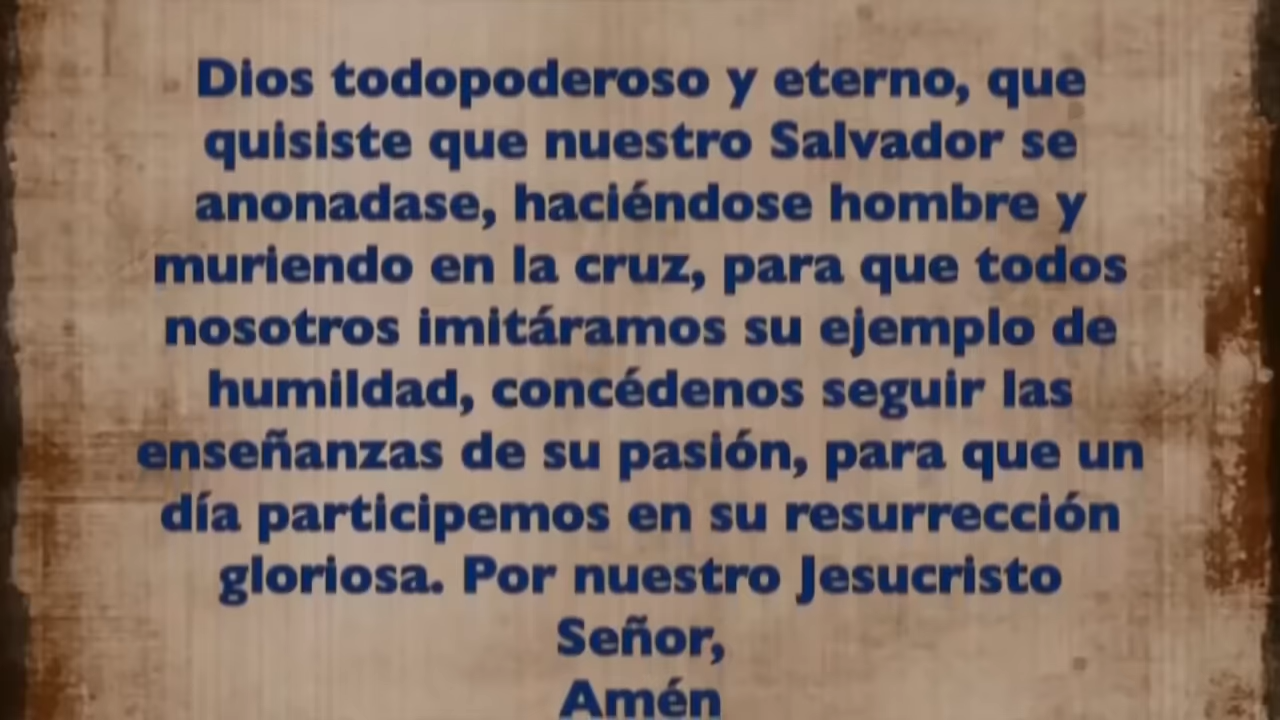 Dios todopoderoso y eterno, que
quisiste que nuestro Salvador se
anonadase, haciéndose hombre y
muriendo en la cruz, para que todos
nosotros imitáramos su ejemplo de
humildad, concédenos seguir las
enseñanzas de su pasión, para que un
día participemos en su resurrección
gloriosa. Por nuestro Jesucristo
Señor,
Amén